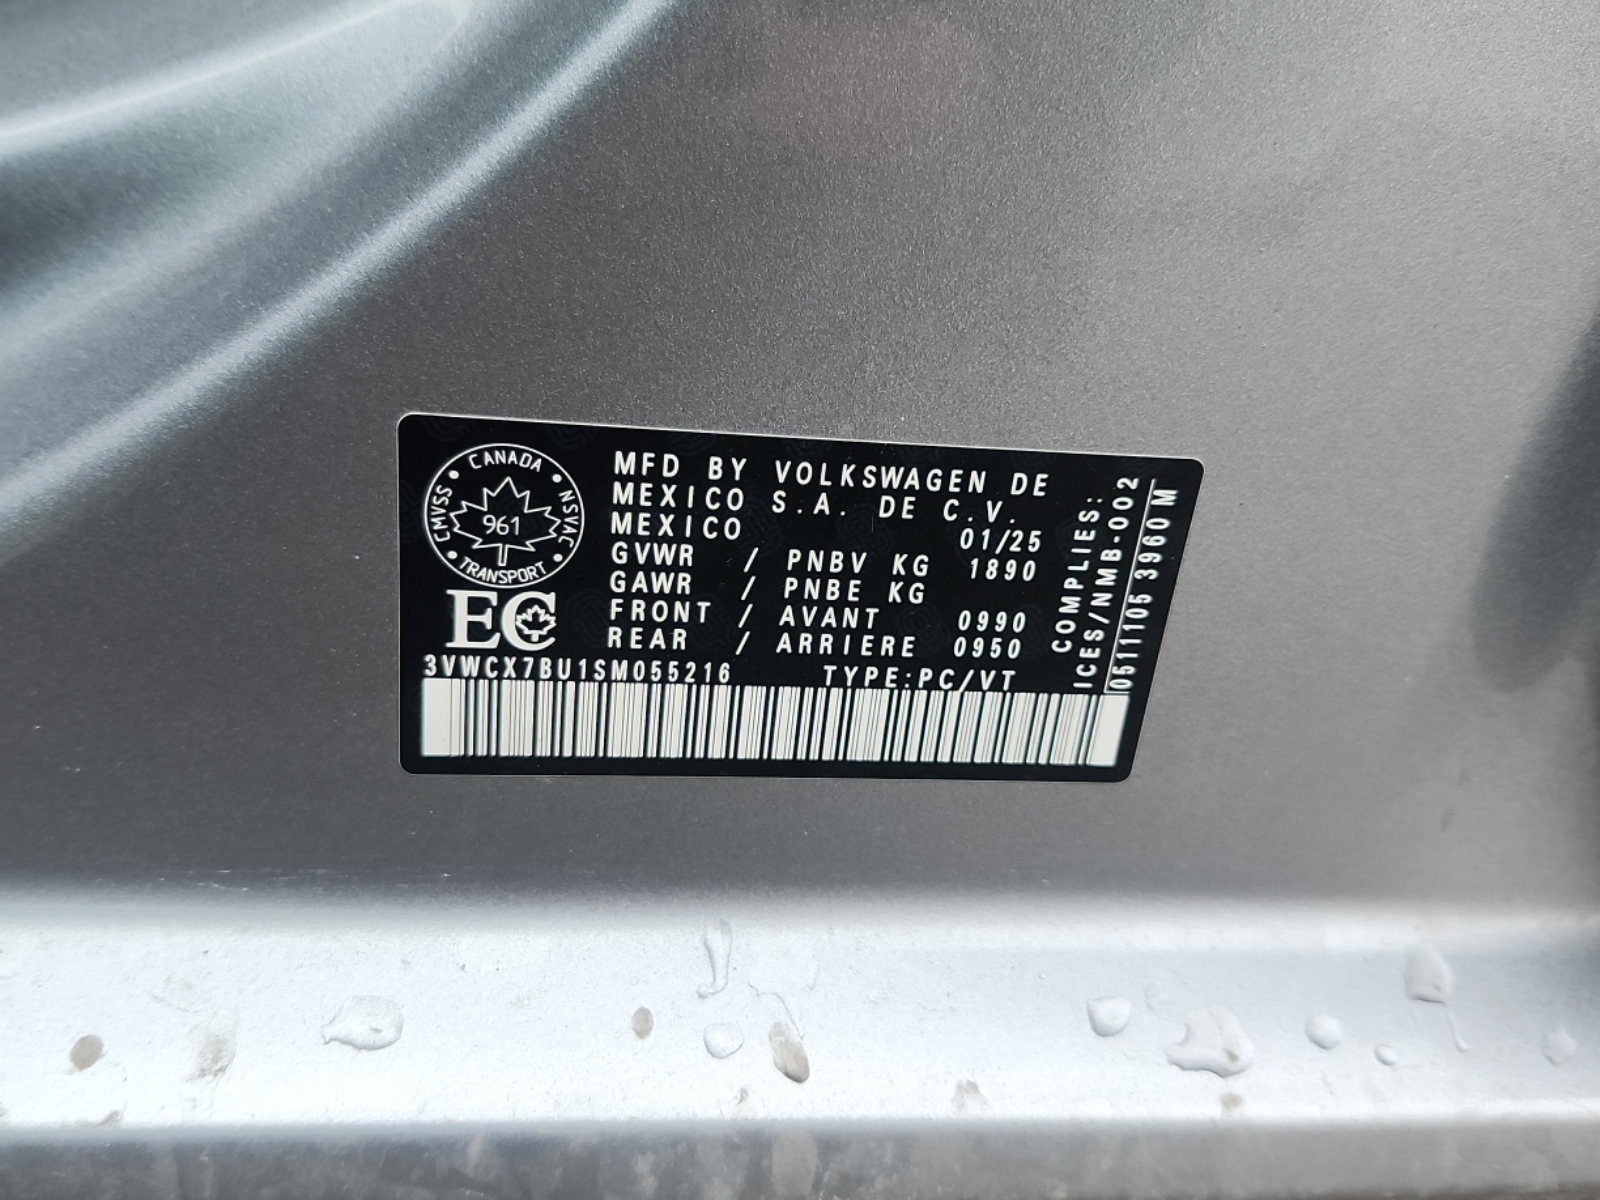 CANADA
CMVSS
NSVAC
961
TRANSPORT
EC
MFD BY VOLKSWAGEN DE
MEXICO S.A. DE C.V.
MEXICO 01/25
GVWR / PNBV KG 1890
GAWR / PNBE KG
FRONT / AVANT 0990
REAR / ARRIERE 0950
3VWCX7BU1SM055216 TYPE:PC/VT
COMPLIES:
ICES/NMB-002
0511105 3960 M